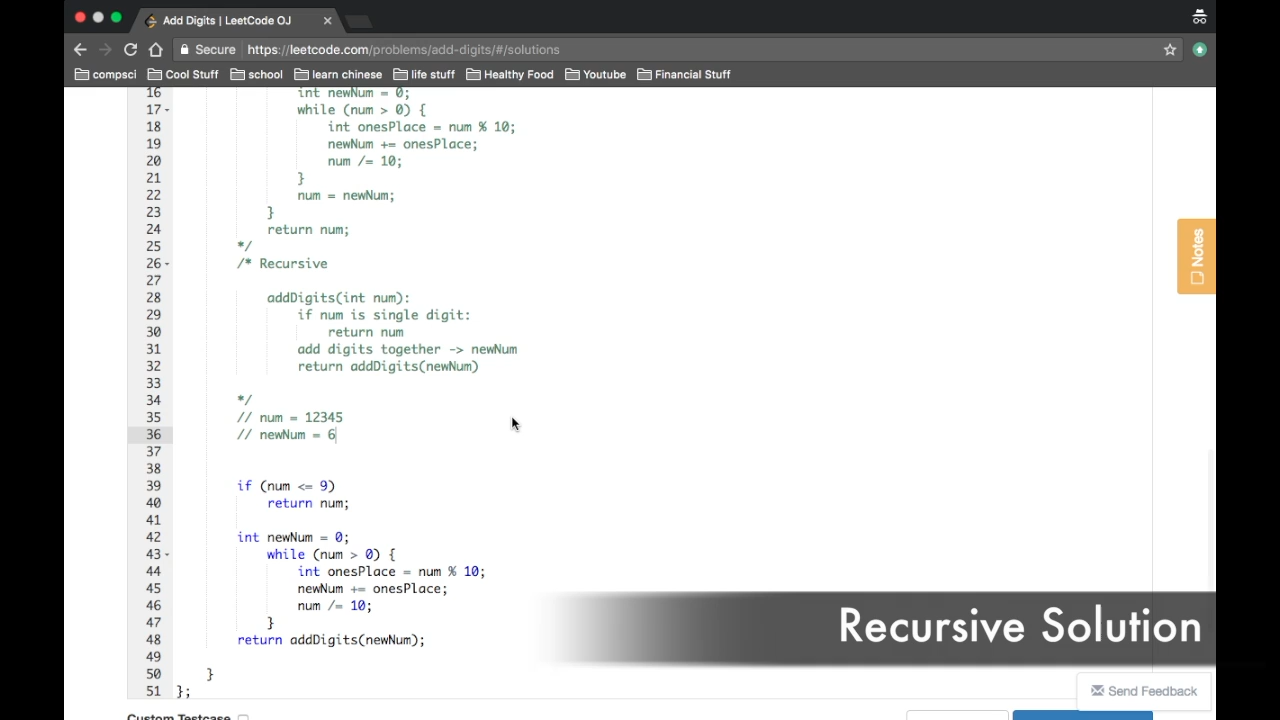 Add Digits | LeetCode OJ
Secure https://leetcode.com/problems/add-digits/#/solutions
compsci Cool Stuff school learn chinese life stuff Healthy Food Youtube Financial Stuff
16 int newNum = 0;
17 while (num > 0) {
18 int onesPlace = num % 10;
19 newNum += onesPlace;
20 num /= 10;
21 }
22 num = newNum;
23 }
24 return num;
25 */
26 /* Recursive
27
28 addDigits(int num):
29 if num is single digit:
30 return num
31 add digits together -> newNum
32 return addDigits(newNum)
33
34 */
35 // num = 12345
36 // newNum = 6
37
38
39 if (num <= 9)
40 return num;
41
42 int newNum = 0;
43 while (num > 0) {
44 int onesPlace = num % 10;
45 newNum += onesPlace;
46 num /= 10;
47 }
48 return addDigits(newNum);
49
50 }
51 };
Notes
Recursive Solution
Send Feedback
Custom Testcase